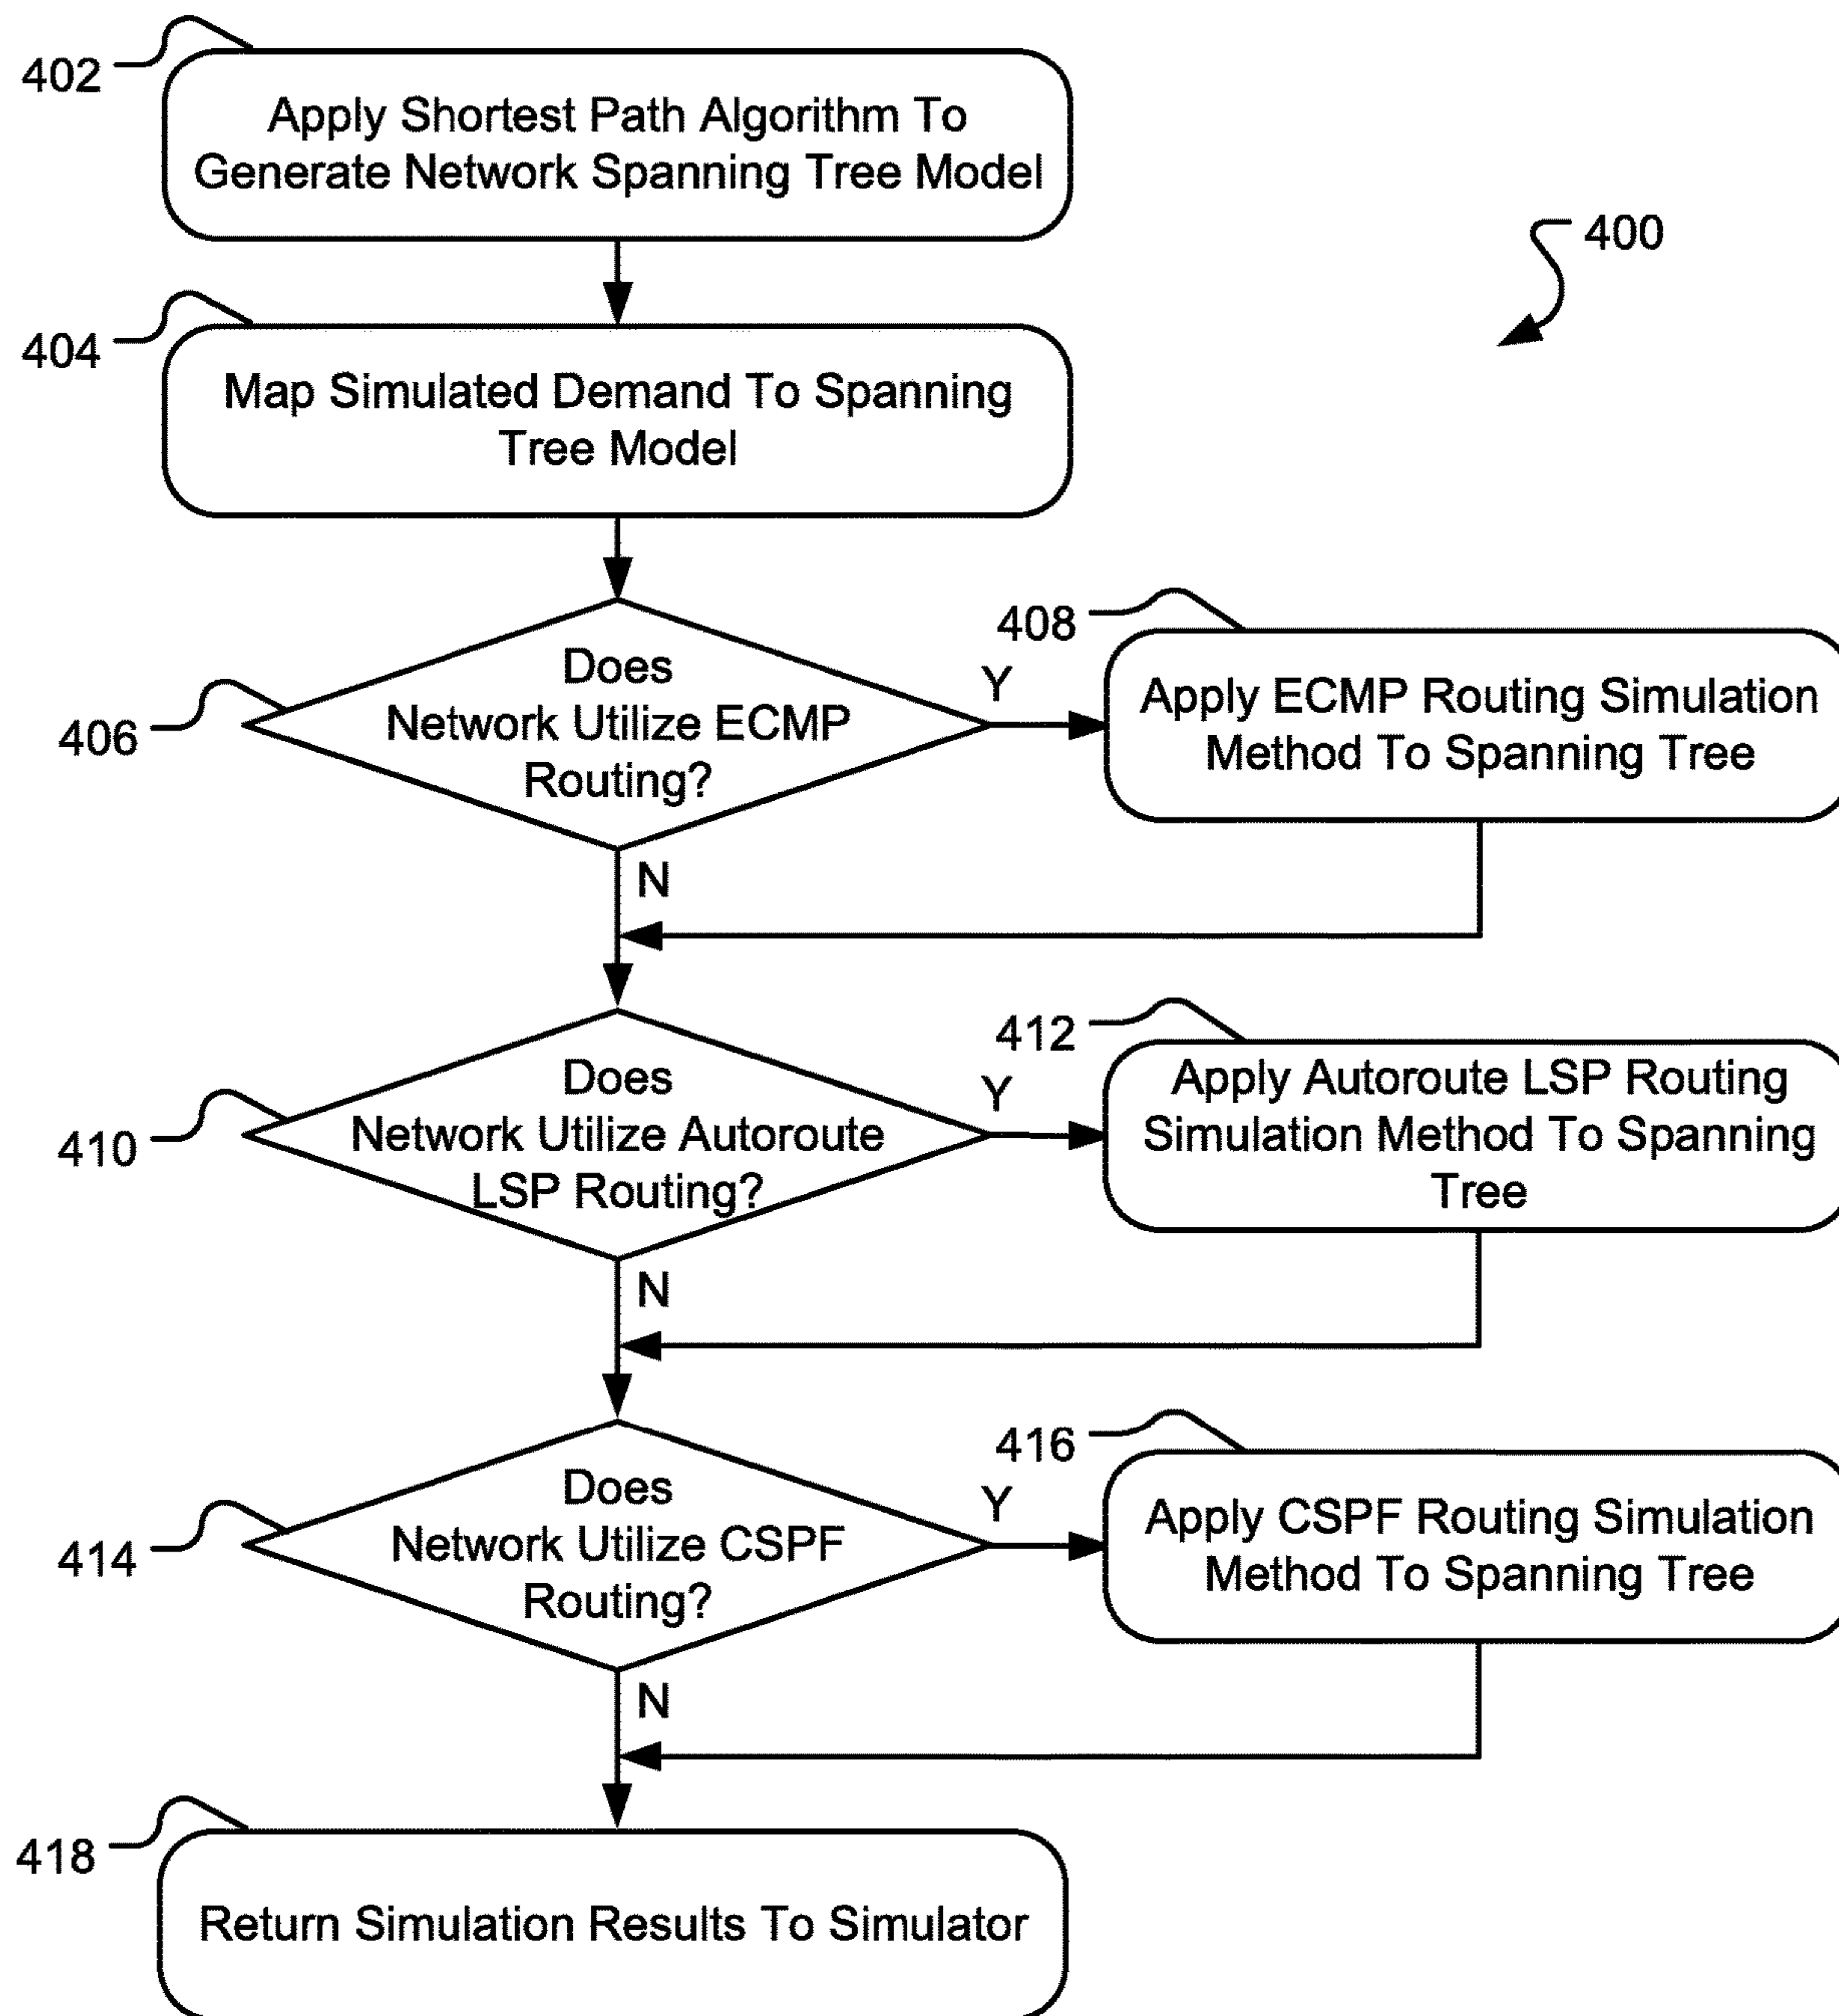 402
Apply Shortest Path Algorithm To
Generate Network Spanning Tree Model
400
404
Map Simulated Demand To Spanning
Tree Model
406
Does
Network Utilize ECMP
Routing?
Y
N
408
Apply ECMP Routing Simulation
Method To Spanning Tree
410
Does
Network Utilize Autoroute
LSP Routing?
Y
N
412
Apply Autoroute LSP Routing
Simulation Method To Spanning
Tree
414
Does
Network Utilize CSPF
Routing?
Y
N
416
Apply CSPF Routing Simulation
Method To Spanning Tree
418
Return Simulation Results To Simulator